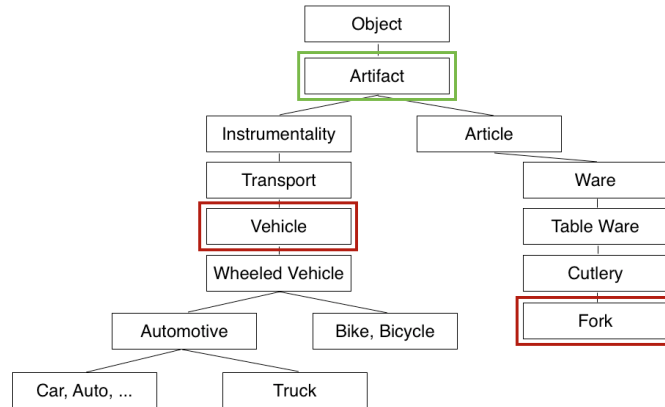 Object
Artifact
Instrumentality
Article
Transport
Ware
Vehicle
Table Ware
Wheeled Vehicle
Cutlery
Automotive
Bike, Bicycle
Fork
Car, Auto, ...
Truck